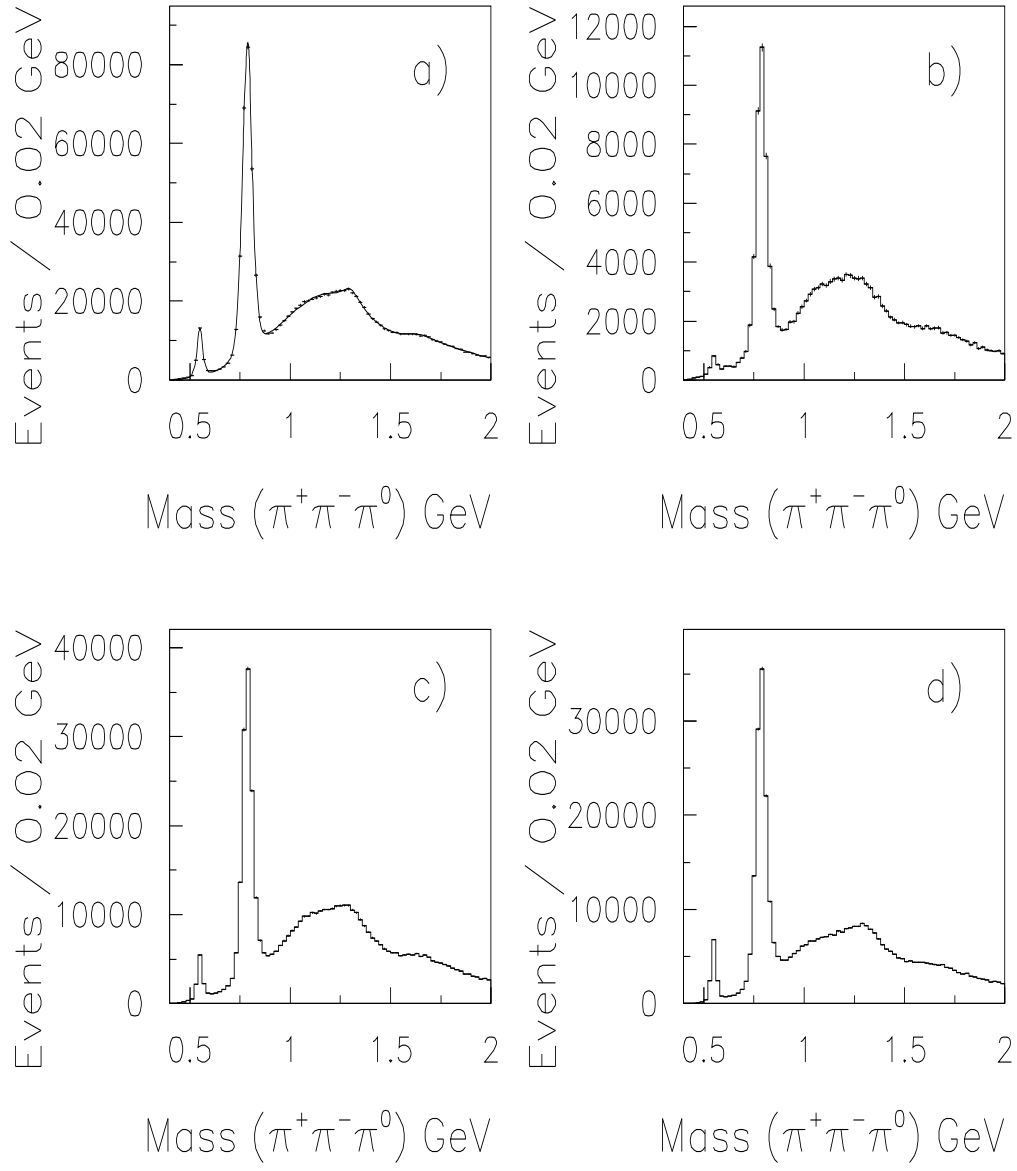 a)
Events / 0.02 GeV
80000
60000
40000
20000
0
0.5 1 1.5 2
Mass (π⁺π⁻π⁰) GeV
b)
Events / 0.02 GeV
12000
10000
8000
6000
4000
2000
0
0.5 1 1.5 2
Mass (π⁺π⁻π⁰) GeV
c)
Events / 0.02 GeV
40000
30000
20000
10000
0
0.5 1 1.5 2
Mass (π⁺π⁻π⁰) GeV
d)
Events / 0.02 GeV
30000
20000
10000
0
0.5 1 1.5 2
Mass (π⁺π⁻π⁰) GeV